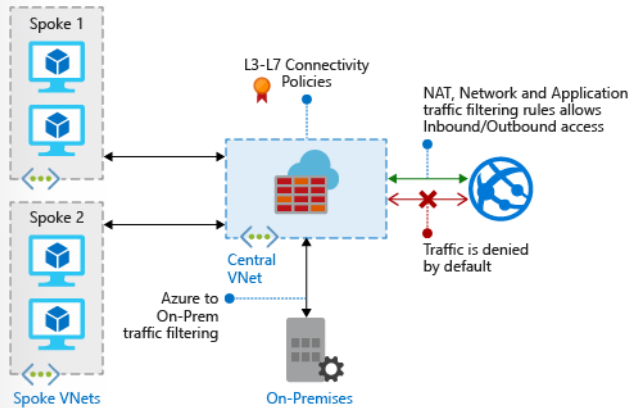 Spoke 1
L3-L7 Connectivity
Policies
NAT, Network and Application
traffic filtering rules allows
Inbound/Outbound access
Spoke 2
Central
VNet
Traffic is denied
by default
Azure to
On-Prem
traffic filtering
Spoke VNets
On-Premises